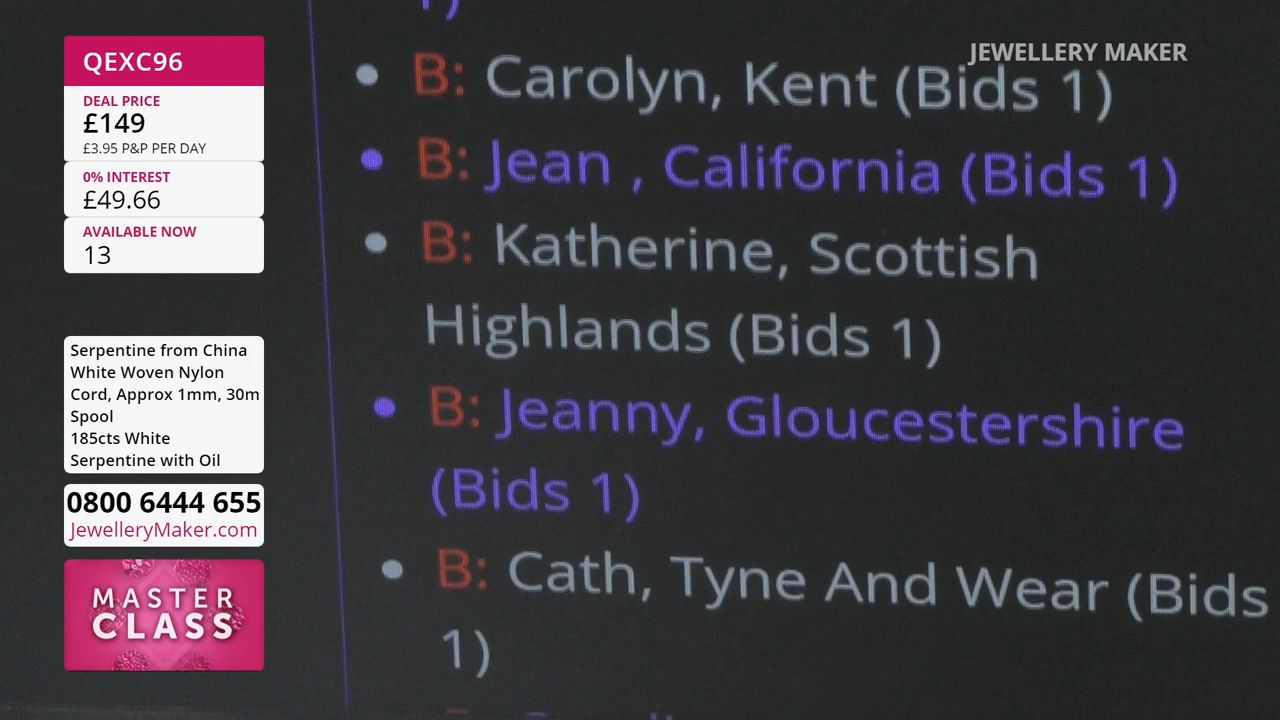 QEXC96
DEAL PRICE
£149
£3.95 P&P PER DAY
0% INTEREST
£49.66
AVAILABLE NOW
13
Serpentine from China
White Woven Nylon
Cord, Approx 1mm, 30m
Spool
185cts White
Serpentine with Oil
0800 6444 655
JewelleryMaker.com
MASTER
CLASS
JEWELLERY MAKER
1)
• B: Carolyn, Kent (Bids 1)
• B: Jean , California (Bids 1)
• B: Katherine, Scottish
Highlands (Bids 1)
• B: Jeanny, Gloucestershire
(Bids 1)
• B: Cath, Tyne And Wear (Bids
1)